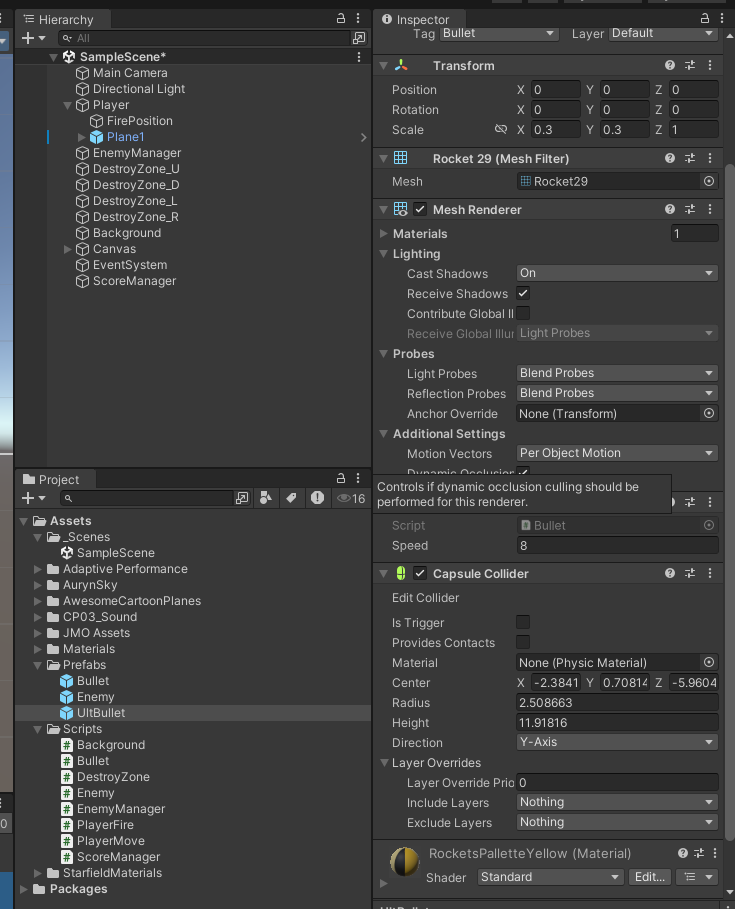 Hierarchy
All
SampleScene*
Main Camera
Directional Light
Player
FirePosition
Plane1
EnemyManager
DestroyZone_U
DestroyZone_D
DestroyZone_L
DestroyZone_R
Background
Canvas
EventSystem
ScoreManager
Project
16
Assets
_Scenes
SampleScene
Adaptive Performance
AurynSky
AwesomeCartoonPlanes
CP03_Sound
JMO Assets
Materials
Prefabs
Bullet
Enemy
UltBullet
Scripts
Background
Bullet
DestroyZone
Enemy
EnemyManager
PlayerFire
PlayerMove
ScoreManager
StarfieldMaterials
Packages
Inspector
Tag Bullet Layer Default
Transform
Position X 0 Y 0 Z 0
Rotation X 0 Y 0 Z 0
Scale X 0.3 Y 0.3 Z 1
Rocket 29 (Mesh Filter)
Mesh Rocket29
Mesh Renderer
Materials 1
Lighting
Cast Shadows On
Receive Shadows
Contribute Global Il
Receive Global Illur Light Probes
Probes
Light Probes Blend Probes
Reflection Probes Blend Probes
Anchor Override None (Transform)
Additional Settings
Motion Vectors Per Object Motion
Dynamic Occlusion
Controls if dynamic occlusion culling should be
performed for this renderer.
Script Bullet
Speed 8
Capsule Collider
Edit Collider
Is Trigger
Provides Contacts
Material None (Physic Material)
Center X -2.3841 Y 0.70814 Z -5.9604
Radius 2.508663
Height 11.91816
Direction Y-Axis
Layer Overrides
Layer Override Prio 0
Include Layers Nothing
Exclude Layers Nothing
RocketsPalletteYellow (Material)
Shader Standard Edit...